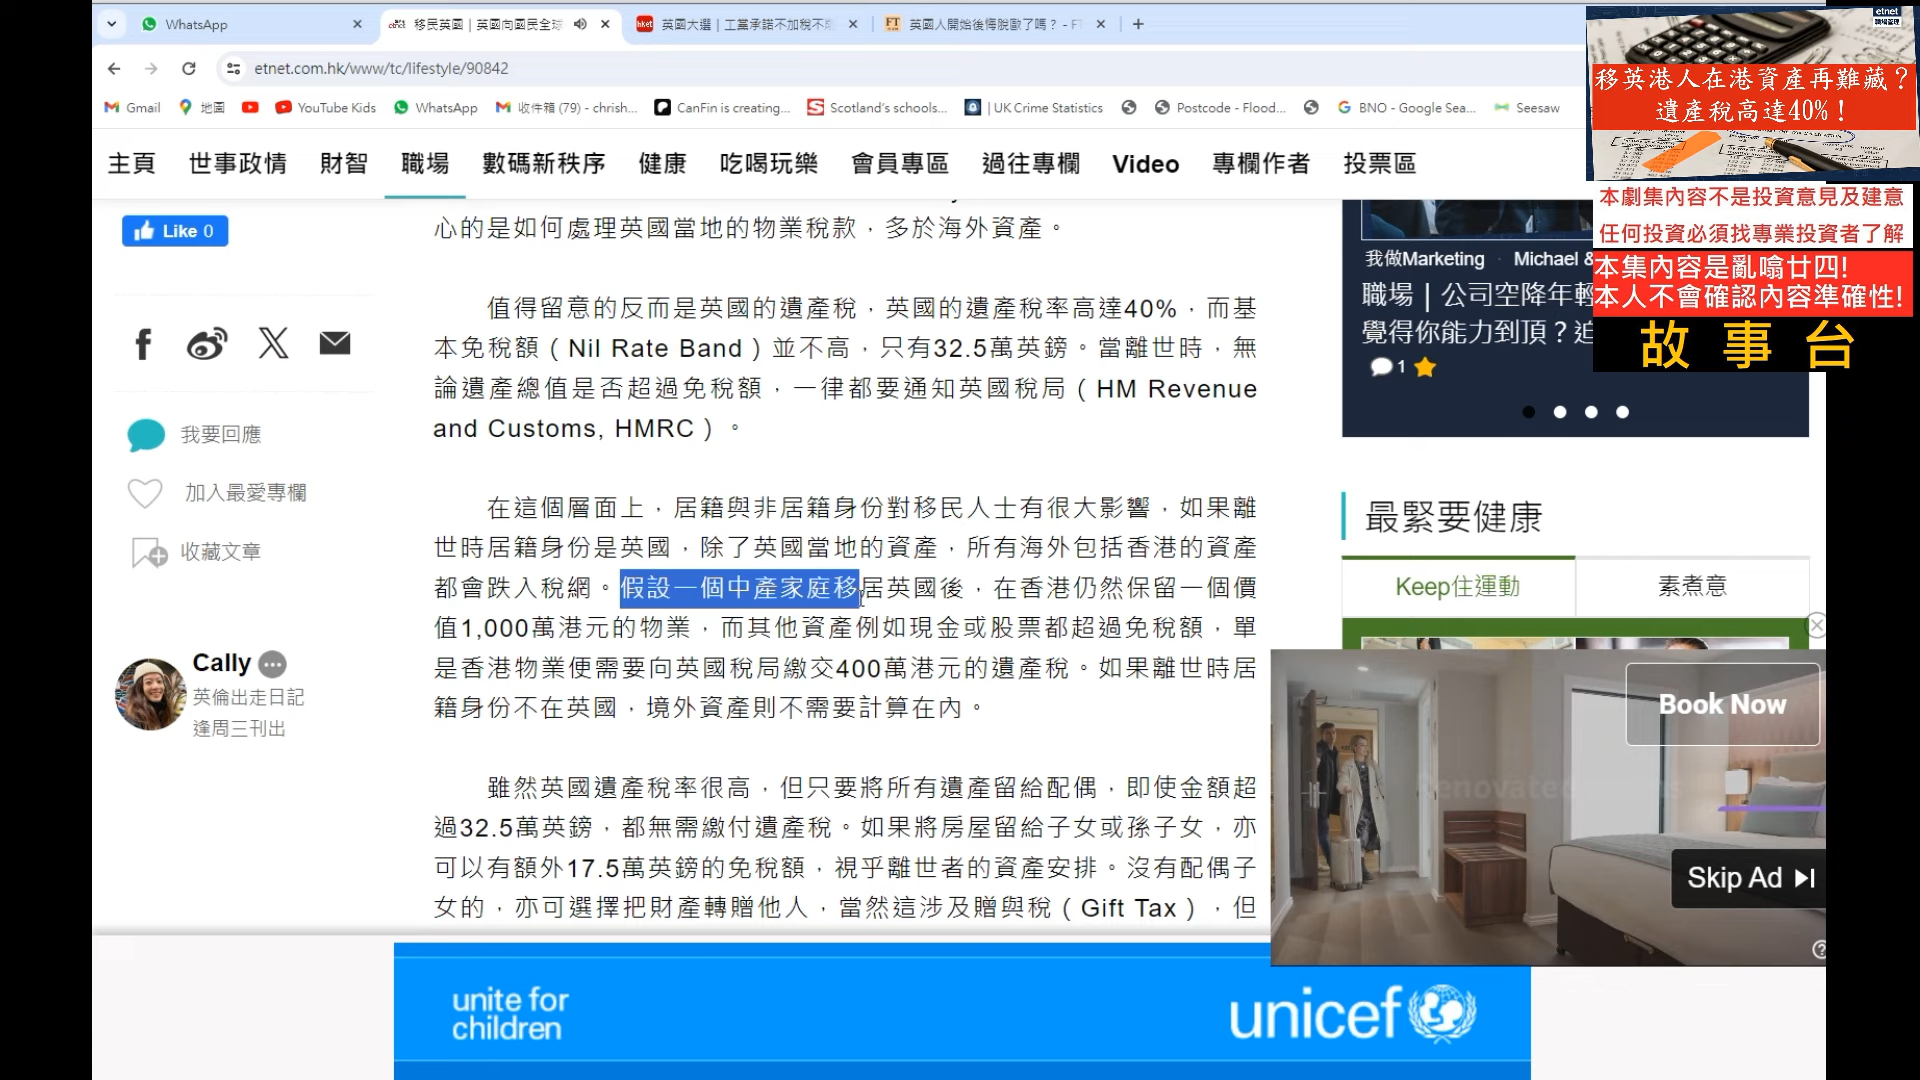 WhatsApp
etnet 移民英國｜英國向國民全球
hket 英國大選｜工黨承諾不加稅不
FT 英國人開始後悔脫歐了嗎？ - F
etnet.com.hk/www/tc/lifestyle/90842
Gmail
地圖
YouTube Kids
WhatsApp
收件箱 (79) - chrish...
CanFin is creating...
Scotland's schools...
| UK Crime Statistics
Postcode - Flood...
BNO - Google Sea...
Seesaw
主頁 世事政情 財智 職場 數碼新秩序 健康 吃喝玩樂 會員專區 過往專欄 Video 專欄作者 投票區
etnet
移英港人在港資產再難藏？
遺產稅高達40%！
本劇集內容不是投資意見及建意
任何投資必須找專業投資者了解
本集內容是亂噏廿四!
本人不會確認內容準確性!
故事台
Like 0
我要回應
加入最愛專欄
收藏文章
Cally
英倫出走日記
逢周三刊出
心的是如何處理英國當地的物業稅款，多於海外資產。
值得留意的反而是英國的遺產稅，英國的遺產稅率高達40%，而基
本免稅額（Nil Rate Band）並不高，只有32.5萬英鎊。當離世時，無
論遺產總值是否超過免稅額，一律都要通知英國稅局（HM Revenue
and Customs, HMRC）。
在這個層面上，居籍與非居籍身份對移民人士有很大影響，如果離
世時居籍身份是英國，除了英國當地的資產，所有海外包括香港的資產
都會跌入稅網。假設一個中產家庭移居英國後，在香港仍然保留一個價
值1,000萬港元的物業，而其他資產例如現金或股票都超過免稅額，單
是香港物業便需要向英國稅局繳交400萬港元的遺產稅。如果離世時居
籍身份不在英國，境外資產則不需要計算在內。
雖然英國遺產稅率很高，但只要將所有遺產留給配偶，即使金額超
過32.5萬英鎊，都無需繳付遺產稅。如果將房屋留給子女或孫子女，亦
可以有額外17.5萬英鎊的免稅額，視乎離世者的資產安排。沒有配偶子
女的，亦可選擇把財產轉贈他人，當然這涉及贈與稅（Gift Tax），但
我做Marketing · Michael &
職場｜公司空降年輕
覺得你能力到頂？迫
1
最緊要健康
Keep住運動
素煮意
Book Now
Renovated
Skip Ad
unite for
children
unicef